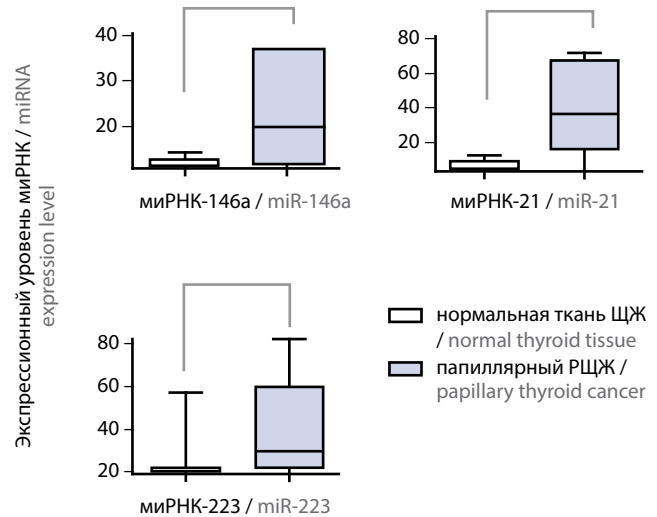 Экспрессионный уровень миРНК / miRNA
expression level
40
30
20
миРНК-146a / miR-146a
80
60
40
20
миРНК-21 / miR-21
80
60
40
20
миРНК-223 / miR-223
нормальная ткань ЩЖ
/ normal thyroid tissue
папиллярный РЩЖ /
papillary thyroid cancer